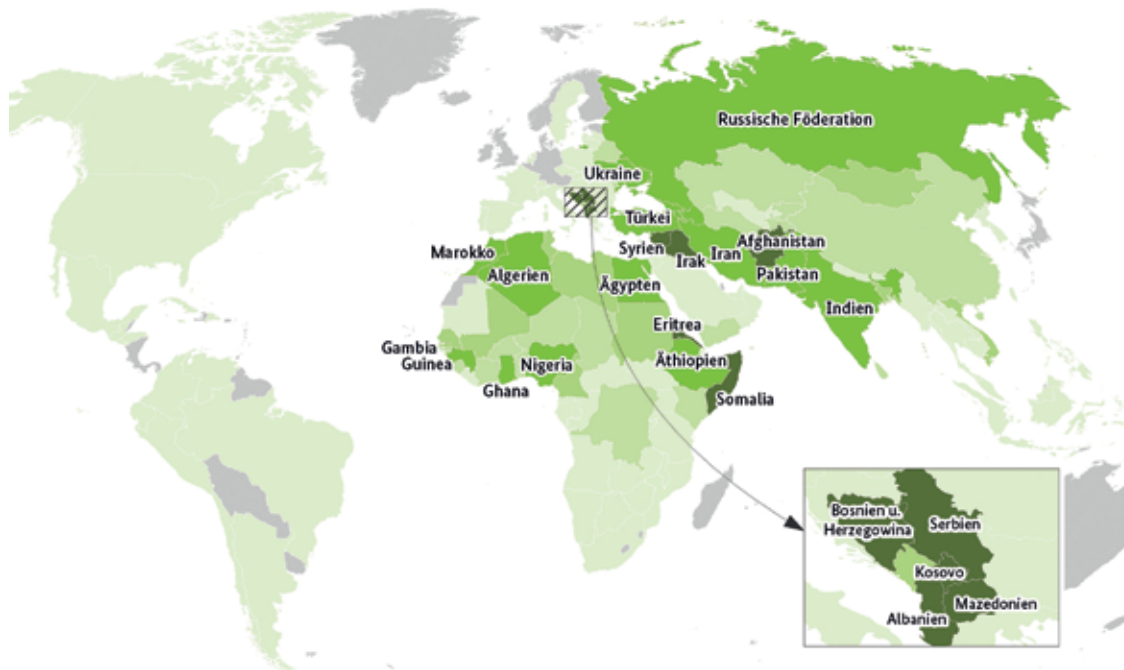 Russische Föderation
Ukraine
Türkei
Afghanistan
Syrien
Iran
Marokko
Irak
Pakistan
Algerien
Ägypten
Indien
Eritrea
Gambia
Guinea
Nigeria
Äthiopien
Ghana
Somalia
Bosnien u.
Herzegowina
Serbien
Kosovo
Mazedonien
Albanien